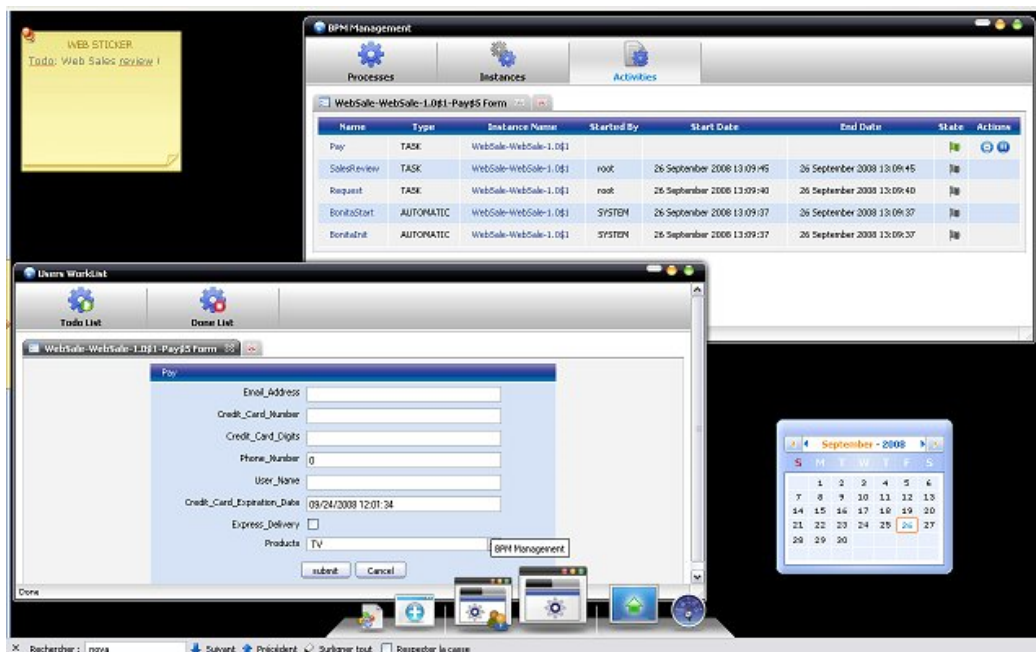 WEB STICKER
Todo: Web Sales review !
BPM Management
Processes
Instances
Activities
WebSale-WebSale-1.0$1-Pay$5 Form
Name Type Instance Name Started By Start Date End Date State Actions
Pay TASK WebSale-WebSale-1.0$1
SalesReview TASK WebSale-WebSale-1.0$1 root 26 September 2008 13:09:45 26 September 2008 13:09:45
Request TASK WebSale-WebSale-1.0$1 root 26 September 2008 13:09:40 26 September 2008 13:09:40
BonitaStart AUTOMATIC WebSale-WebSale-1.0$1 SYSTEM 26 September 2008 13:09:37 26 September 2008 13:09:37
BonitaInit AUTOMATIC WebSale-WebSale-1.0$1 SYSTEM 26 September 2008 13:09:37 26 September 2008 13:09:37
Users WorkList
Todo List
Done List
WebSale-WebSale-1.0$1-Pay$5 Form
Pay
Email_Address
Credit_Card_Number
Credit_Card_Digits
Phone_Number 0
User_Name
Credit_Card_Expiration_Date 09/24/2008 12:01:34
Express_Delivery
Products TV
BPM Management
submit Cancel
Done
September - 2008
S M T W T F S
1 2 3 4 5 6
7 8 9 10 11 12 13
14 15 16 17 18 19 20
21 22 23 24 25 26 27
28 29 30
Rechercher : nova Suivant Précédent Surligner tout Respecter la casse